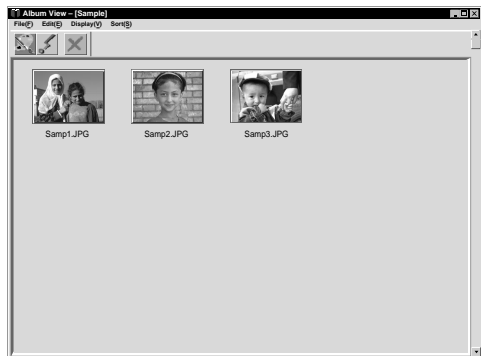 Album View – [Sample]
File(F) Edit(E) Display(V) Sort(S)
Samp1.JPG Samp2.JPG Samp3.JPG